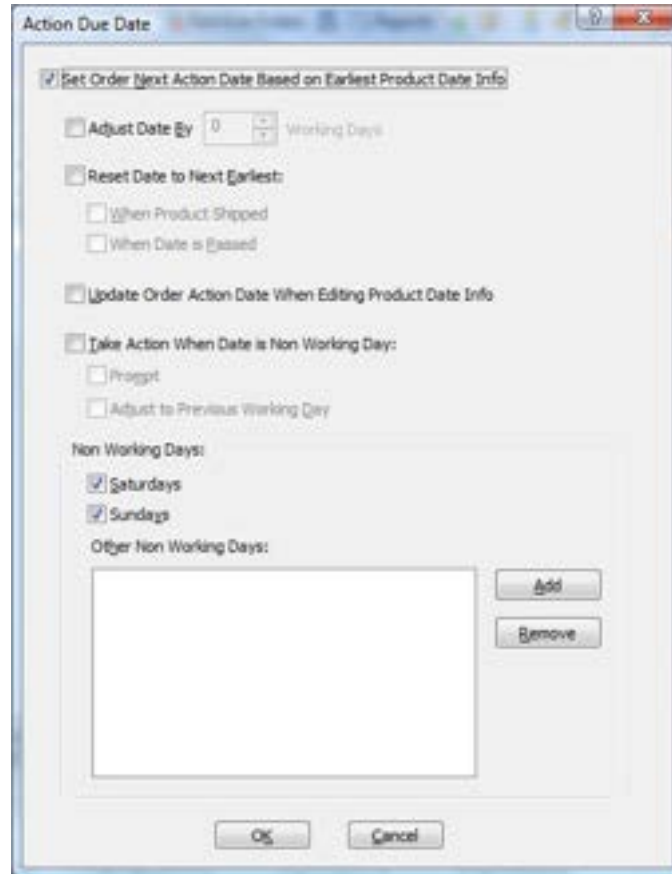 Action Due Date
Set Order Next Action Date Based on Earliest Product Date Info
Adjust Date By 0 Working Days
Reset Date to Next Earliest:
When Product Shipped
When Date is Passed
Update Order Action Date When Editing Product Date Info
Take Action When Date is Non Working Day:
Prompt
Adjust to Previous Working Day
Non Working Days:
Saturdays
Sundays
Other Non Working Days:
Add
Remove
OK
Cancel